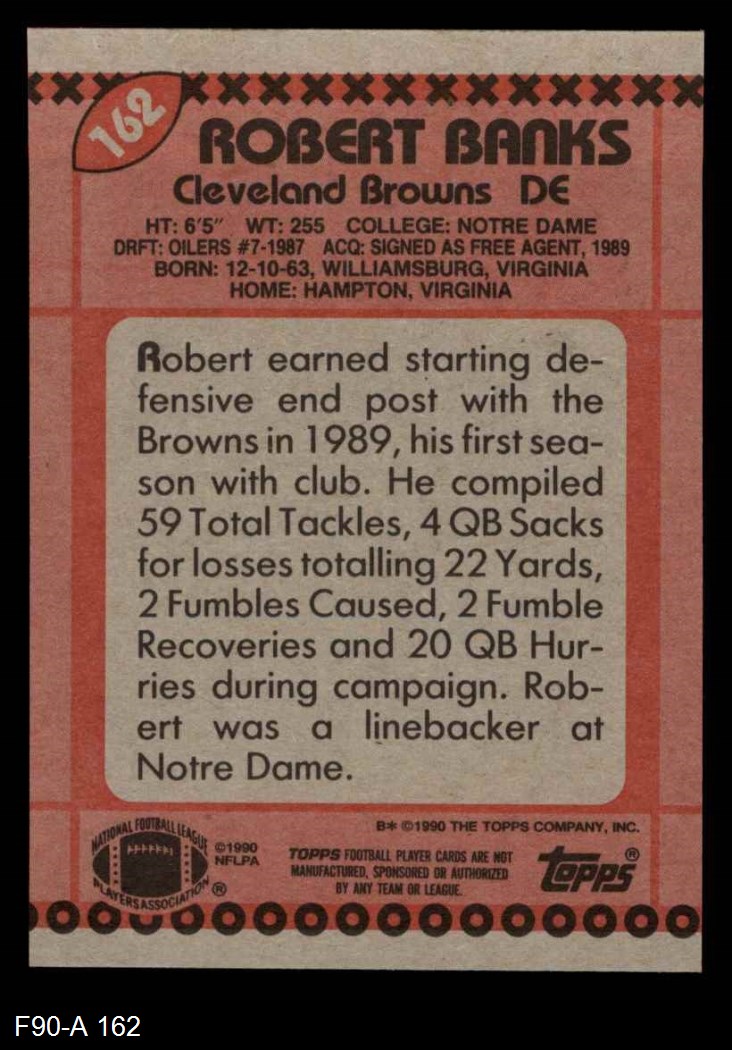 162
ROBERT BANKS
Cleveland Browns DE
HT: 6'5" WT: 255 COLLEGE: NOTRE DAME
DRFT: OILERS #7-1987 ACQ: SIGNED AS FREE AGENT, 1989
BORN: 12-10-63, WILLIAMSBURG, VIRGINIA
HOME: HAMPTON, VIRGINIA
Robert earned starting de-
fensive end post with the
Browns in 1989, his first sea-
son with club. He compiled
59 Total Tackles, 4 QB Sacks
for losses totalling 22 Yards,
2 Fumbles Caused, 2 Fumble
Recoveries and 20 QB Hur-
ries during campaign. Rob-
ert was a linebacker at
Notre Dame.
B* ©1990 THE TOPPS COMPANY, INC.
NATIONAL FOOTBALL LEAGUE
PLAYERS ASSOCIATION ®
©1990
NFLPA
TOPPS FOOTBALL PLAYER CARDS ARE NOT
MANUFACTURED, SPONSORED OR AUTHORIZED
BY ANY TEAM OR LEAGUE.
topps®
F90-A 162